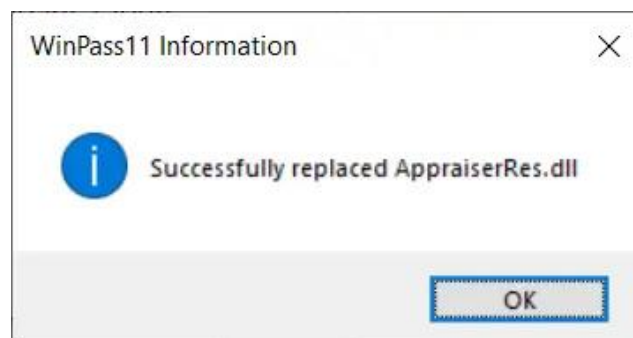 WinPass11 Information
Successfully replaced AppraiserRes.dll
OK